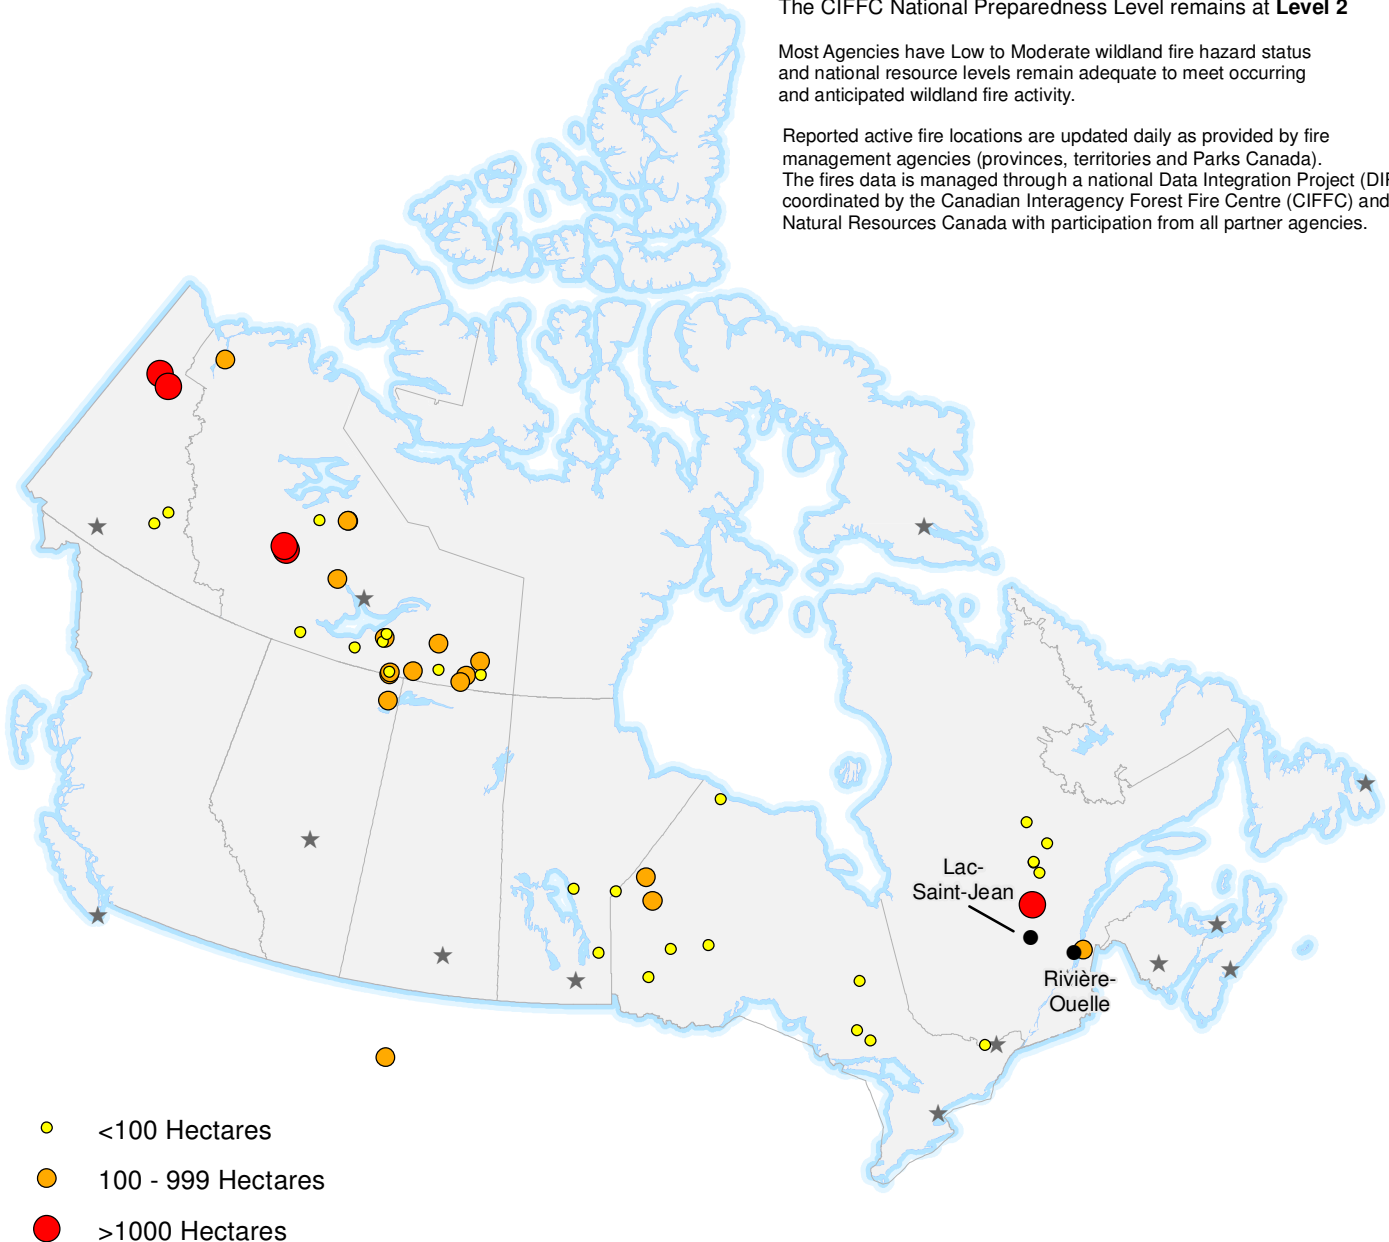 The CIFFC National Preparedness Level remains at Level 2
Most Agencies have Low to Moderate wildland fire hazard status
and national resource levels remain adequate to meet occurring
and anticipated wildland fire activity.
Reported active fire locations are updated daily as provided by fire
management agencies (provinces, territories and Parks Canada).
The fires data is managed through a national Data Integration Project (DIP
coordinated by the Canadian Interagency Forest Fire Centre (CIFFC) and
Natural Resources Canada with participation from all partner agencies.
Lac-
Saint-Jean
Rivière-
Ouelle
<100 Hectares
100 - 999 Hectares
>1000 Hectares